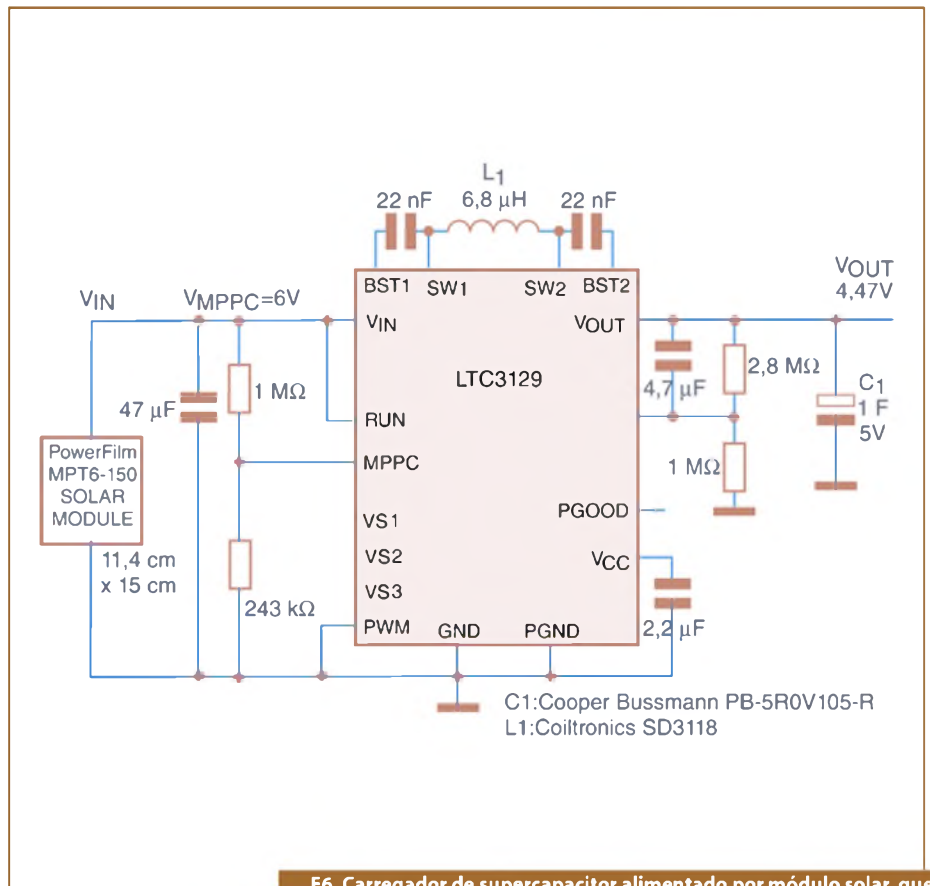 L1
22 nF 6,8 µH 22 nF
BST1 SW1 SW2 BST2
VOUT
4,47V
VIN VMPPC=6V
VIN VOUT
LTC3129
47 µF
1 MΩ
4,7 µF
2,8 MΩ
C1
1 F
5V
RUN
MPPC
1 MΩ
PowerFilm
MPT6-150
SOLAR
MODULE
11,4 cm
x 15 cm
PGOOD
VS1
VS2
VS3
VCC
243 kΩ
2,2 µF
PWM GND PGND
C1:Cooper Bussmann PB-5R0V105-R
L1:Coiltronics SD3118
F6. Carregador de supercapacitor alimentado por módulo solar, que